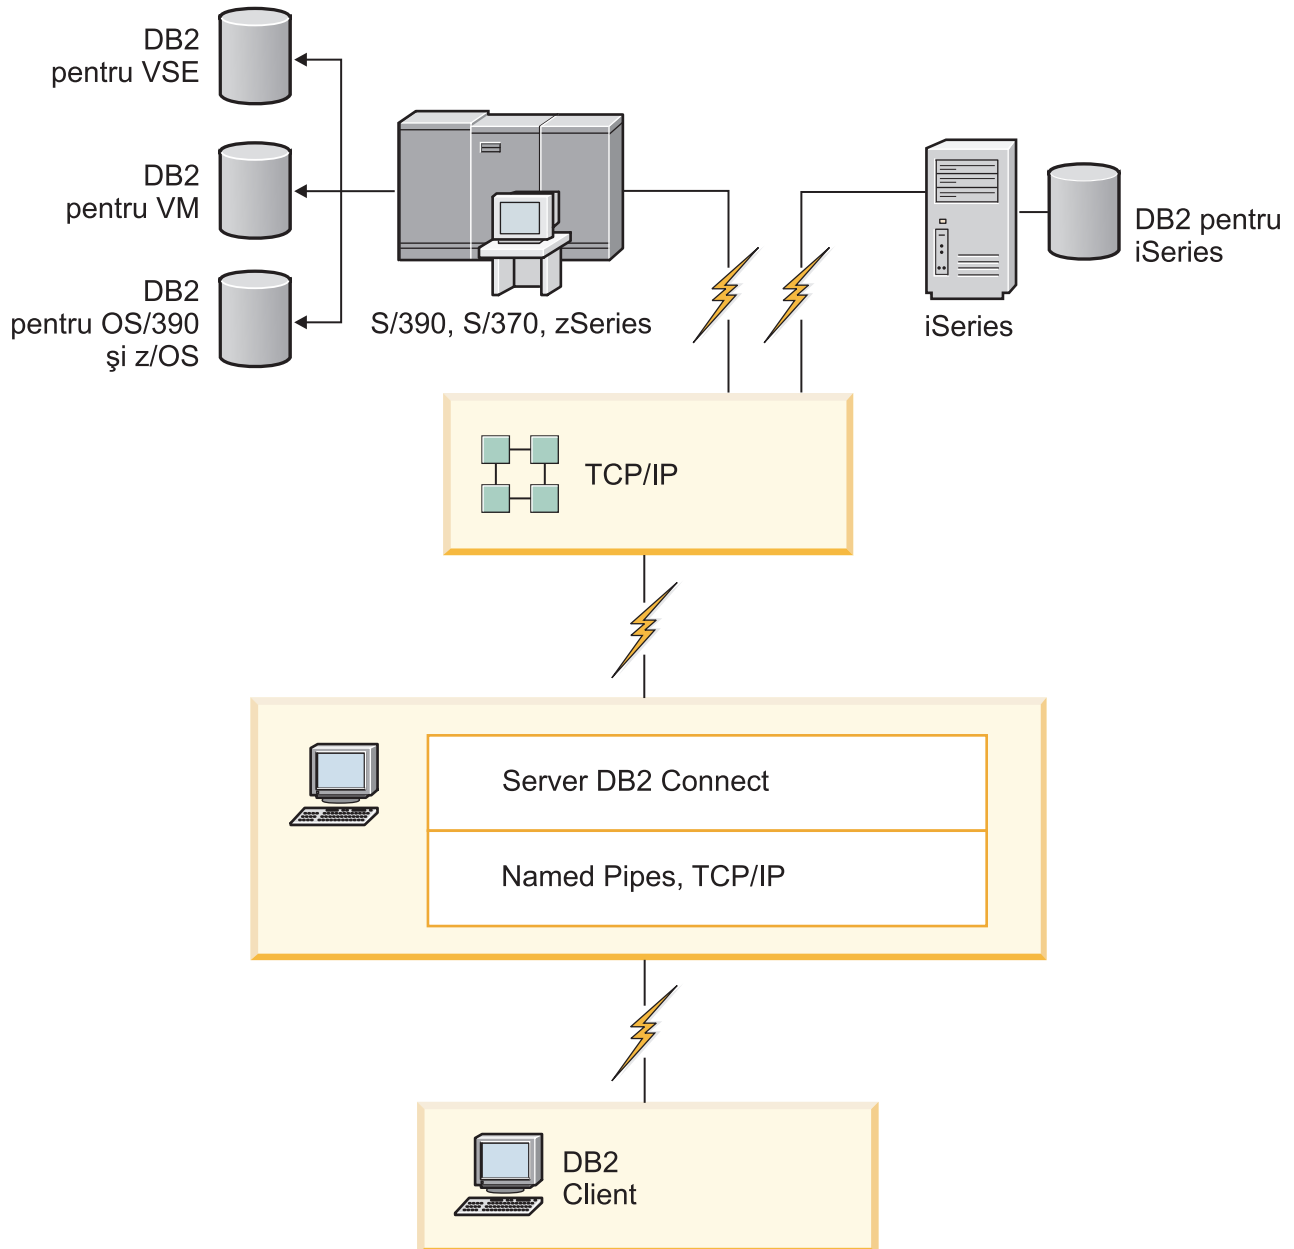 DB2
pentru VSE
DB2
pentru VM
DB2
pentru OS/390
şi z/OS
S/390, S/370, zSeries
iSeries
DB2 pentru
iSeries
TCP/IP
Server DB2 Connect
Named Pipes, TCP/IP
DB2
Client